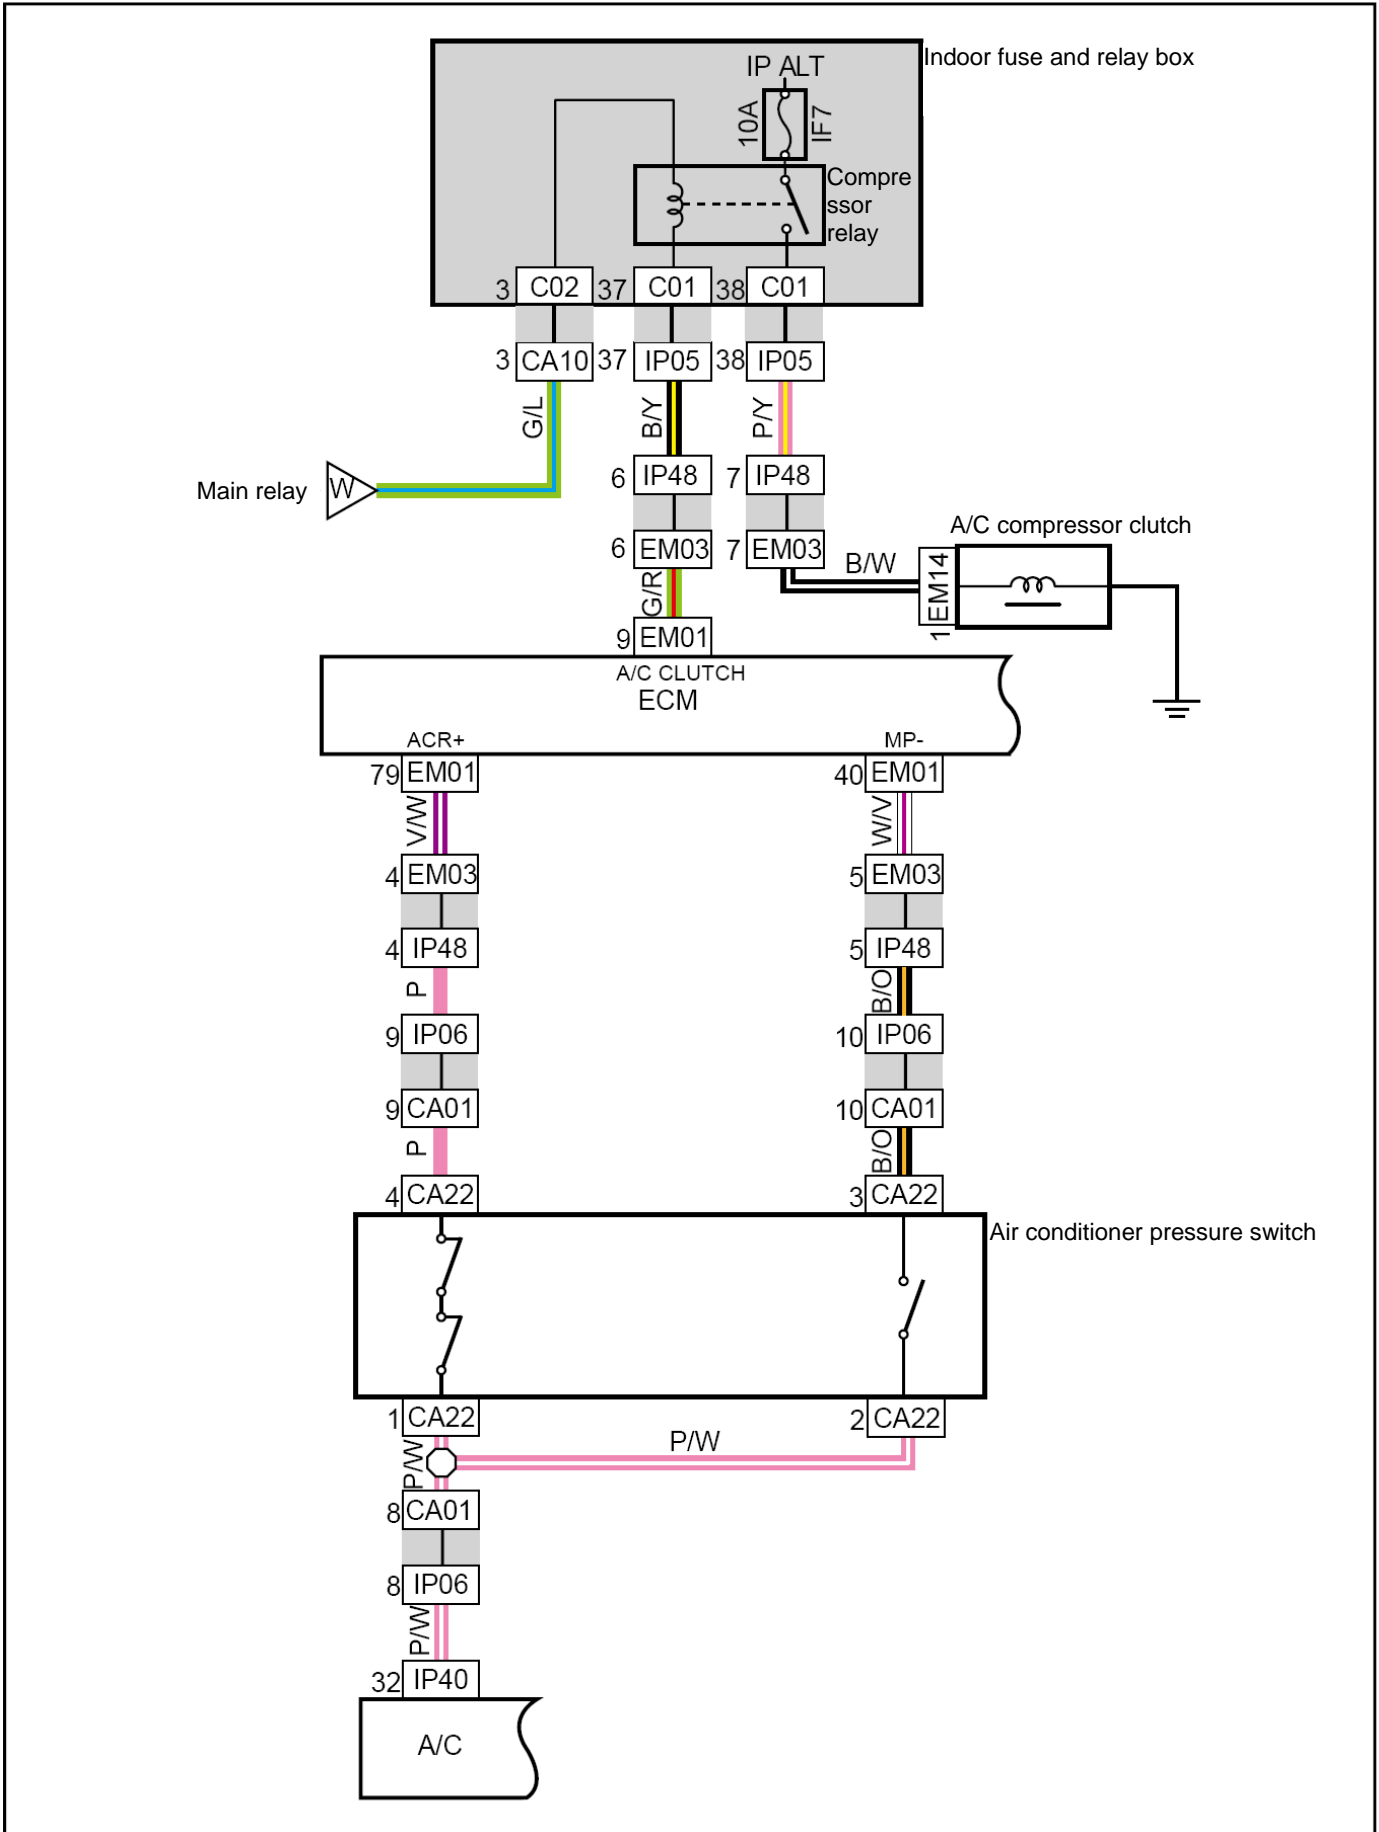 Indoor fuse and relay box
IP ALT
10A
IF7
Compre
ssor
relay
3 C02 37 C01 38 C01
3 CA10 37 IP05 38 IP05
G/L B/Y P/Y
Main relay W
6 IP48 7 IP48
6 EM03 7 EM03
A/C compressor clutch
B/W
1 EM14
G/R
9 EM01
A/C CLUTCH
ECM
ACR+ MP-
79 EM01 40 EM01
V/W W/V
4 EM03 5 EM03
4 IP48 5 IP48
P B/O
9 IP06 10 IP06
9 CA01 10 CA01
P B/O
4 CA22 3 CA22
Air conditioner pressure switch
1 CA22 2 CA22
P/W P/W
8 CA01
8 IP06
P/W
32 IP40
A/C